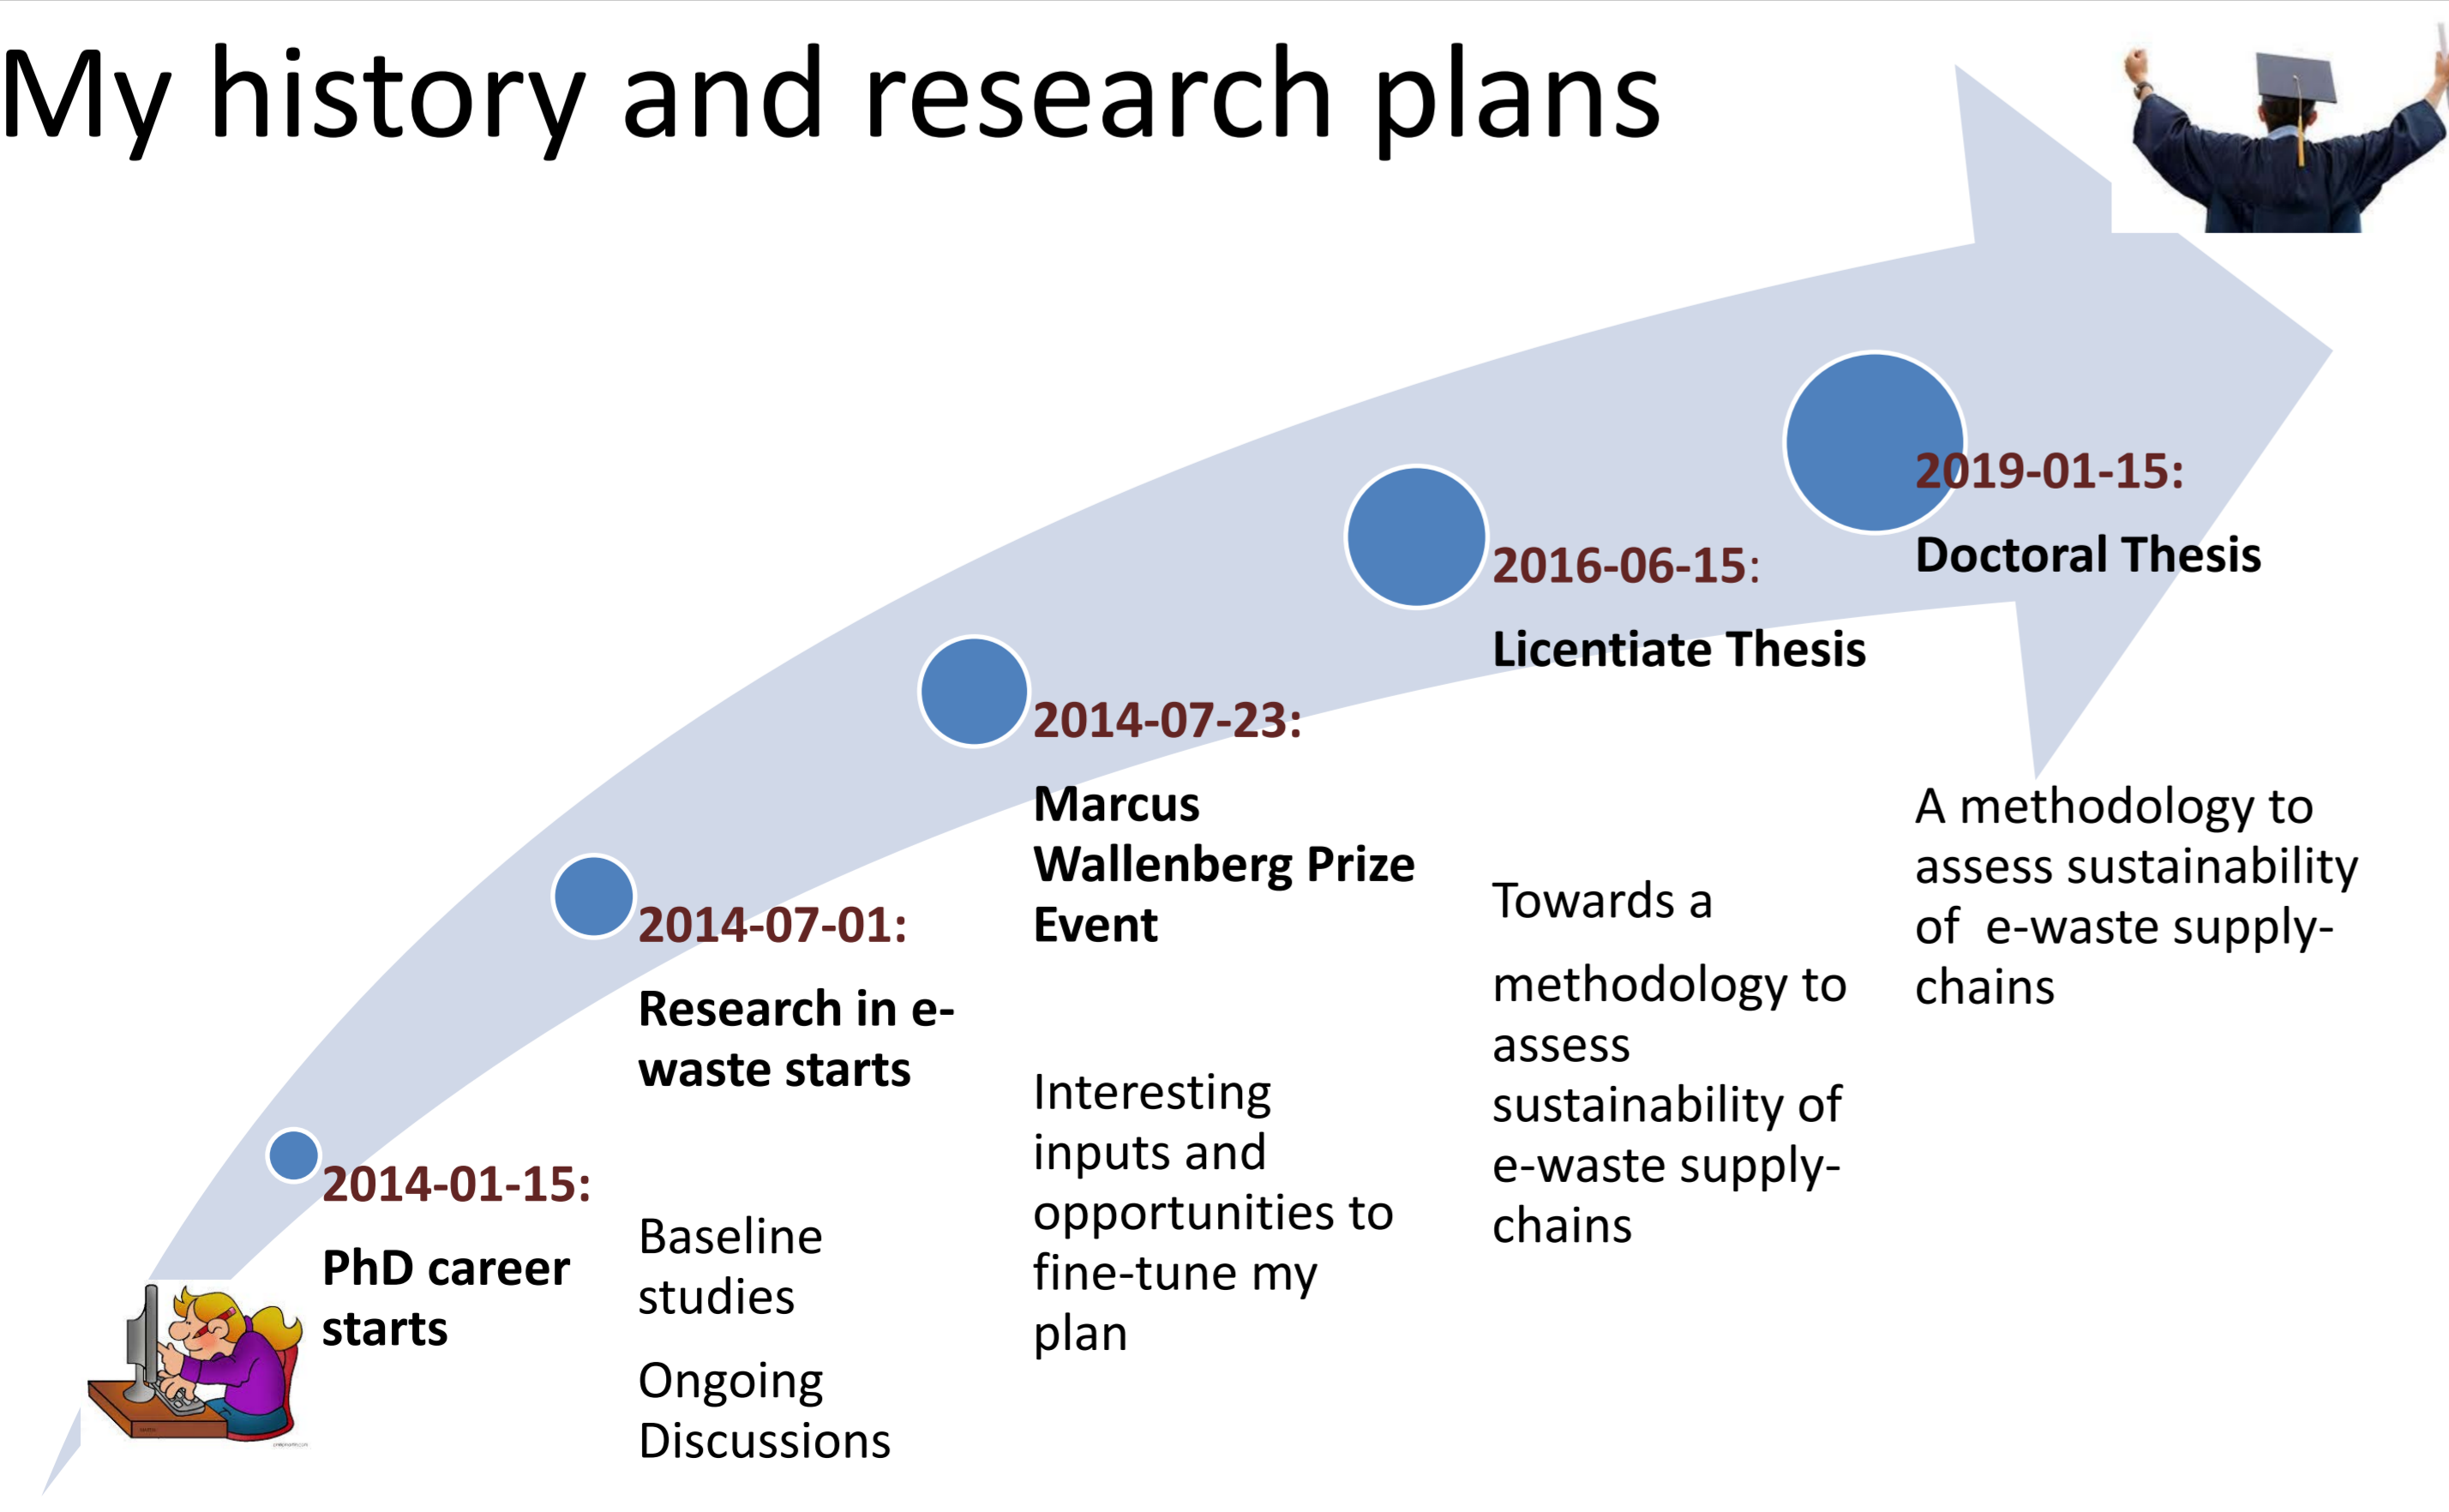 My history and research plans
2014-01-15:
PhD career
starts
2014-07-01:
Research in e-
waste starts
Baseline
studies
Ongoing
Discussions
2014-07-23:
Marcus
Wallenberg Prize
Event
Interesting
inputs and
opportunities to
fine-tune my
plan
2016-06-15:
Licentiate Thesis
Towards a
methodology to
assess
sustainability of
e-waste supply-
chains
2019-01-15:
Doctoral Thesis
A methodology to
assess sustainability
of  e-waste supply-
chains